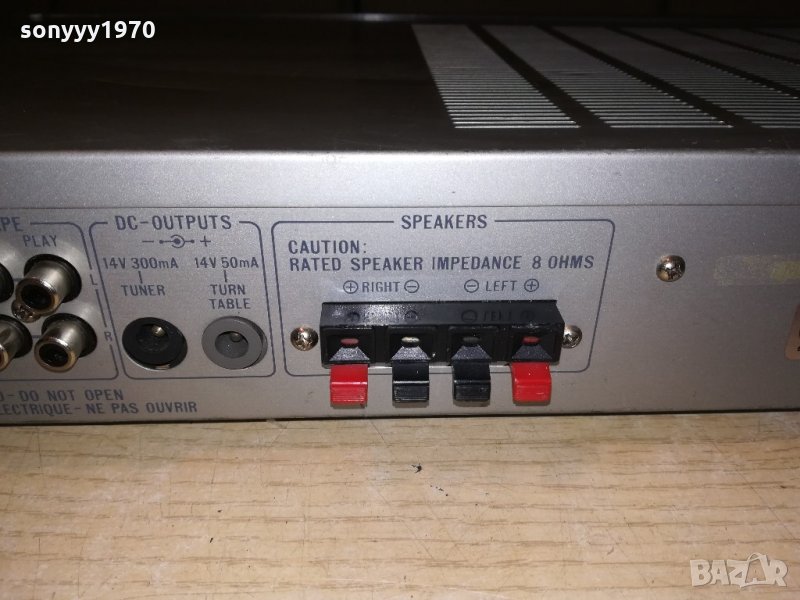 sonyyy1970
PE
PLAY
L
R
DC-OUTPUTS
- +
14V 300mA 14V 50mA
TUNER TURN
TABLE
SPEAKERS
CAUTION:
RATED SPEAKER IMPEDANCE 8 OHMS
⊕ RIGHT ⊖ ⊖ LEFT ⊕
- DO NOT OPEN
ELECTRIQUE - NE PAS OUVRIR
BAZAR